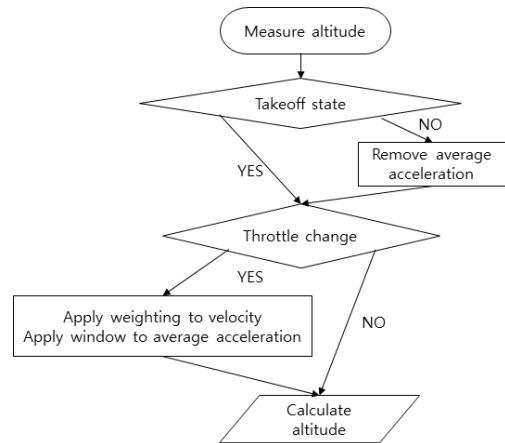 Measure altitude
Takeoff state
NO
Remove average
acceleration
YES
Throttle change
YES
Apply weighting to velocity
Apply window to average acceleration
NO
Calculate
altitude